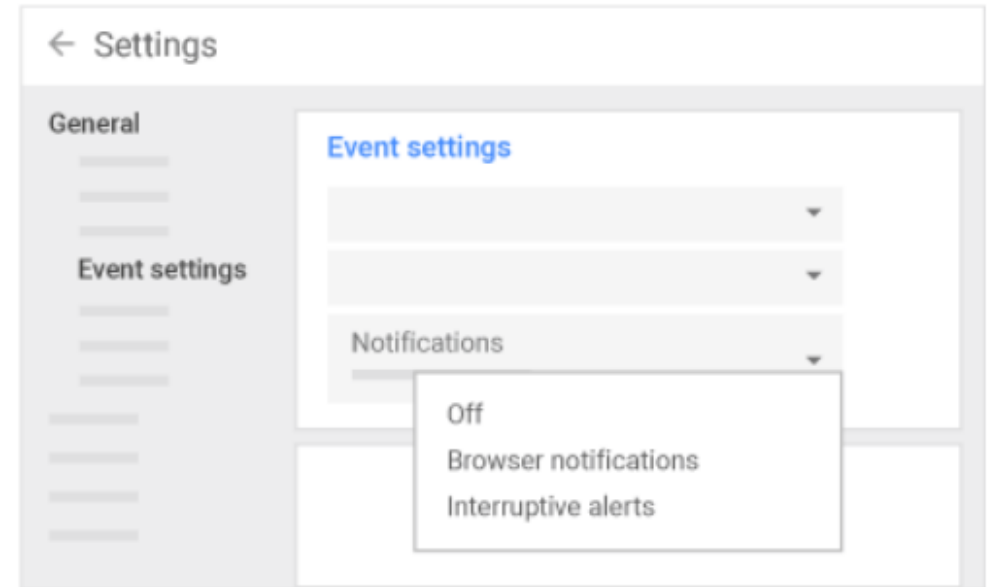 Settings
General
Event settings
Event settings
Notifications
Off
Browser notifications
Interruptive alerts